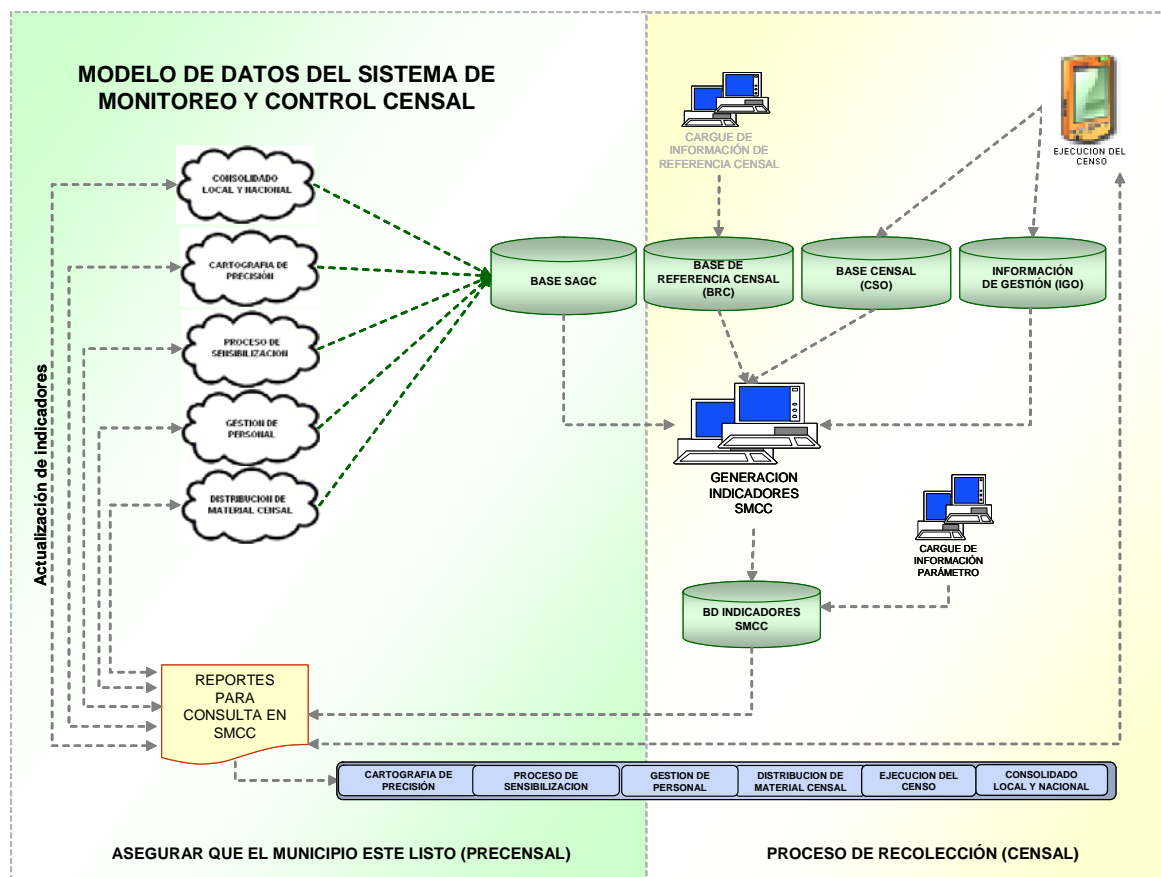 MODELO DE DATOS DEL SISTEMA DE
MONITOREO Y CONTROL CENSAL
CARGUE DE
INFORMACIÓN DE
REFERENCIA CENSAL
EJECUCION DEL
CENSO
CONSOLIDADO
LOCAL Y NACIONAL
CARTOGRAFIA DE
PRECISIÓN
PROCESO DE
SENSIBILIZACION
GESTION DE
PERSONAL
DISTRIBUCION DE
MATERIAL CENSAL
Actualización de indicadores
BASE SAGC
BASE DE
REFERENCIA CENSAL
(BRC)
BASE CENSAL
(CSO)
INFORMACIÓN
DE GESTIÓN (IGO)
GENERACION
INDICADORES
SMCC
CARGUE DE
INFORMACIÓN
PARÁMETRO
BD INDICADORES
SMCC
REPORTES
PARA
CONSULTA EN
SMCC
CARTOGRAFIA DE
PRECISIÓN
PROCESO DE
SENSIBILIZACION
GESTION DE
PERSONAL
DISTRIBUCION DE
MATERIAL CENSAL
EJECUCION DEL
CENSO
CONSOLIDADO
LOCAL Y NACIONAL
ASEGURAR QUE EL MUNICIPIO ESTE LISTO (PRECENSAL)
PROCESO DE RECOLECCIÓN (CENSAL)